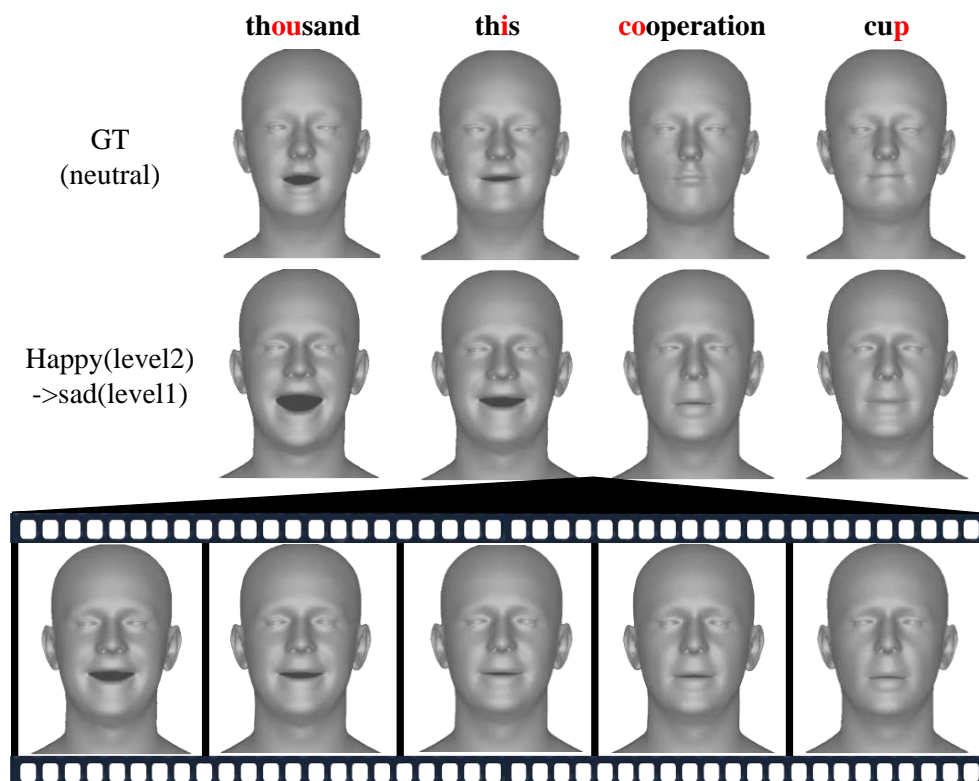 thousand this cooperation cup
GT
(neutral)
Happy(level2)
->sad(level1)